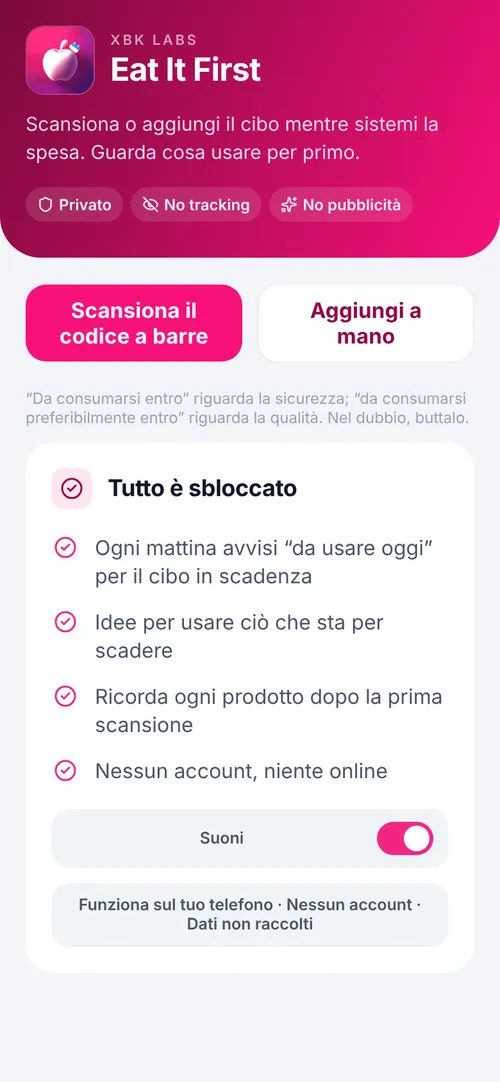 XBK LABS
Eat It First
Scansiona o aggiungi il cibo mentre sistemi la
spesa. Guarda cosa usare per primo.
Privato
No tracking
No pubblicità
Scansiona il
codice a barre
Aggiungi a
mano
“Da consumarsi entro” riguarda la sicurezza; “da consumarsi
preferibilmente entro” riguarda la qualità. Nel dubbio, buttalo.
Tutto è sbloccato
Ogni mattina avvisi “da usare oggi”
per il cibo in scadenza
Idee per usare ciò che sta per
scadere
Ricorda ogni prodotto dopo la prima
scansione
Nessun account, niente online
Suoni
Funziona sul tuo telefono · Nessun account ·
Dati non raccolti